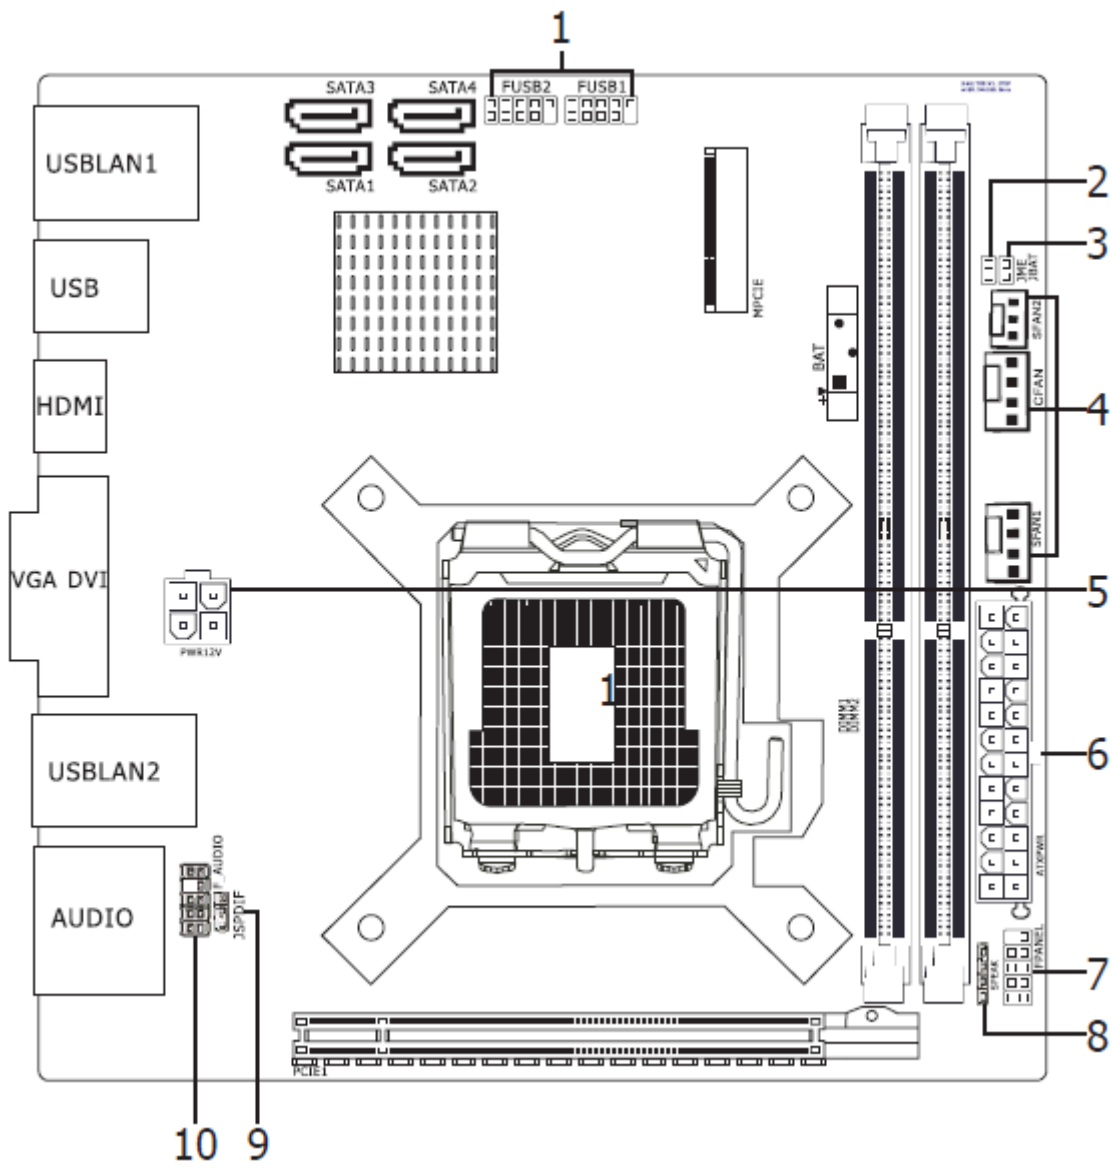 1
SATA3
SATA4
FUSB2
FUSB1
USBLAN1
SATA1
SATA2
2
3
JME
JBAT
USB
MPCIE
SFAN2
BAT
CFAN
HDMI
4
SFAN1
VGA DVI
5
PWR12V
1
DIMM1
DIMM2
6
USBLAN2
ATXPWR
F_AUDIO
JSPDIF
AUDIO
FPANEL
SPEAK
7
8
PCIE1
10
9